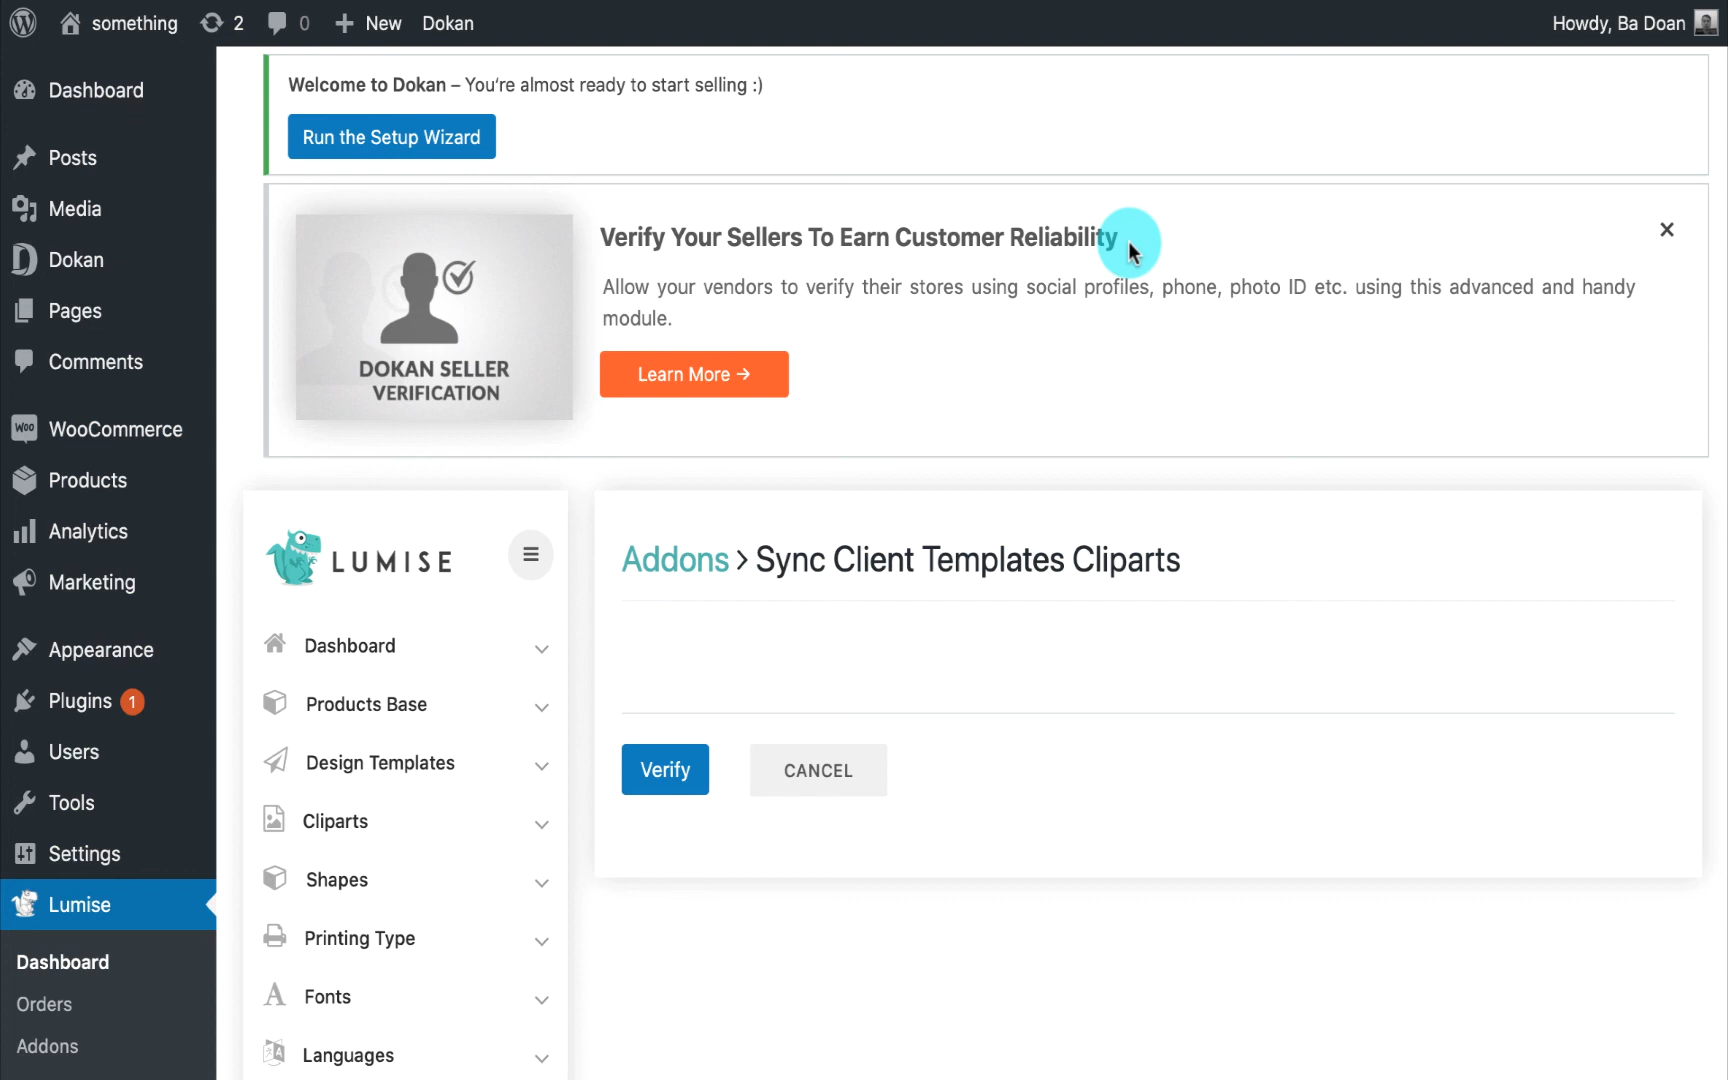 something
2
0
New
Dokan
Howdy, Ba Doan
Dashboard
Posts
Media
Dokan
Pages
Comments
WooCommerce
Products
Analytics
Marketing
Appearance
Plugins 1
Users
Tools
Settings
Lumise
Dashboard
Orders
Addons
Welcome to Dokan – You're almost ready to start selling :)
Run the Setup Wizard
DOKAN SELLER
VERIFICATION
Verify Your Sellers To Earn Customer Reliability
Allow your vendors to verify their stores using social profiles, phone, photo ID etc. using this advanced and handy
module.
Learn More →
LUMISE
Dashboard
Products Base
Design Templates
Cliparts
Shapes
Printing Type
Fonts
Languages
Addons > Sync Client Templates Cliparts
Verify
CANCEL